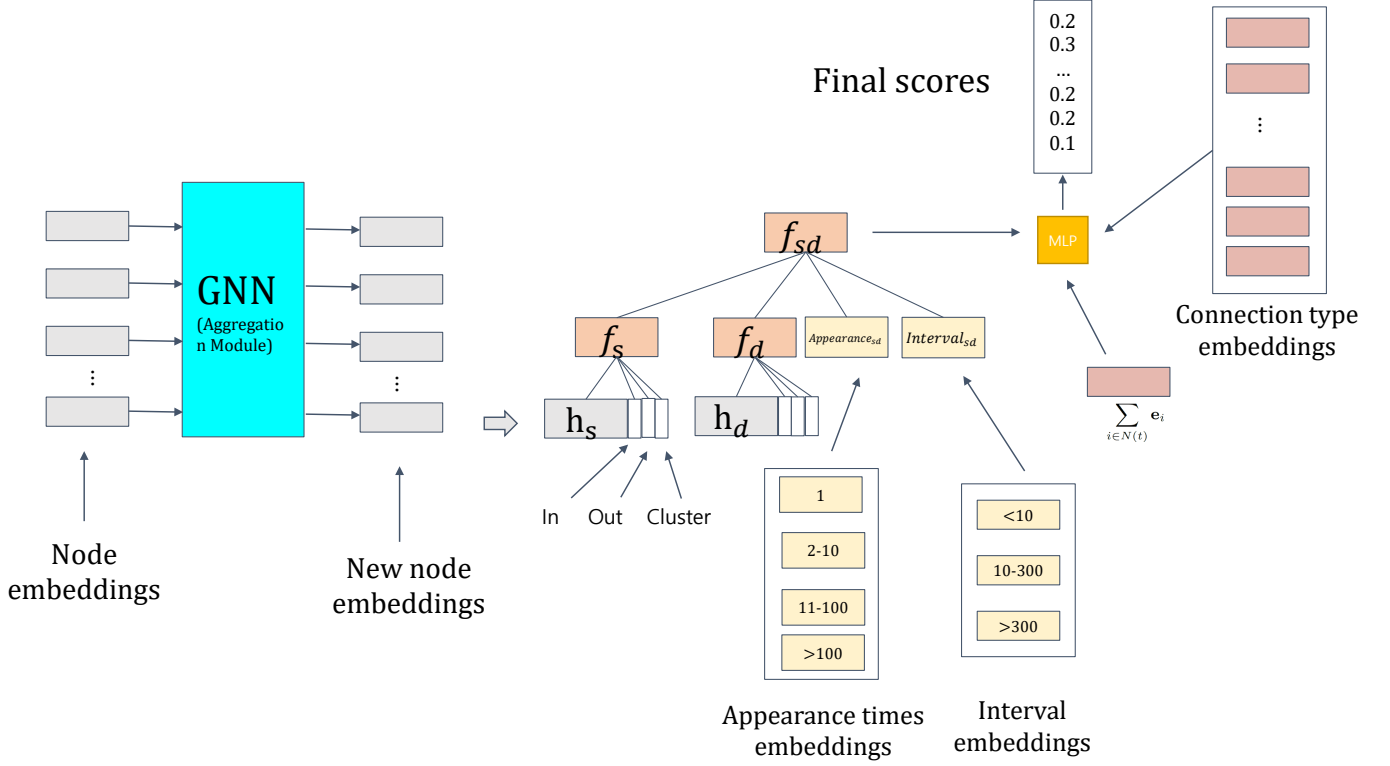 0.2
0.3
...
0.2
0.2
0.1
Final scores
⋮
Connection type
embeddings
GNN
(Aggregatio
n Module)
⋮
⋮
Node
embeddings
New node
embeddings
f_sd
MLP
f_s
f_d
Appearance_sd
Interval_sd
h_s
h_d
∑_{i∈N(t)} e_i
In
Out
Cluster
1
2-10
11-100
>100
<10
10-300
>300
Appearance times
embeddings
Interval
embeddings